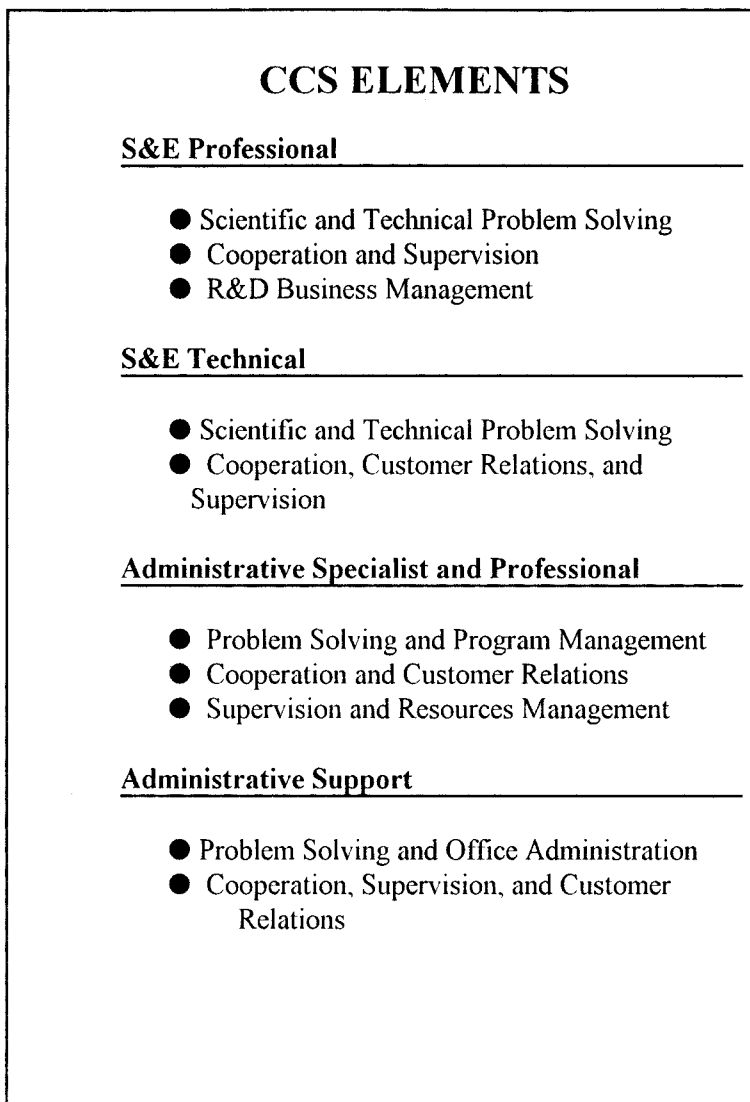 CCS ELEMENTS
S&E Professional
● Scientific and Technical Problem Solving
● Cooperation and Supervision
● R&D Business Management
S&E Technical
● Scientific and Technical Problem Solving
● Cooperation, Customer Relations, and
Supervision
Administrative Specialist and Professional
● Problem Solving and Program Management
● Cooperation and Customer Relations
● Supervision and Resources Management
Administrative Support
● Problem Solving and Office Administration
● Cooperation, Supervision, and Customer
Relations